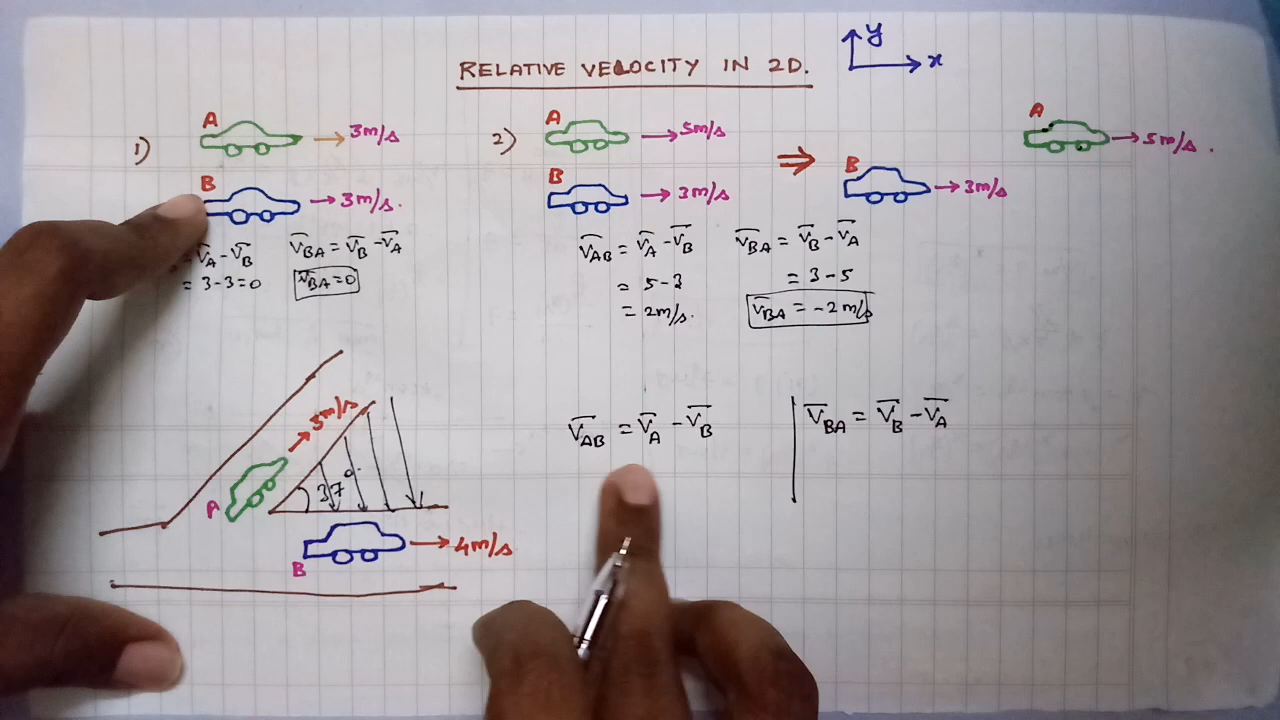 RELATIVE VELOCITY IN 2D.
y
x
1)
A
3m/s
B
3m/s.
= V̅A - V̅B
= 3-3=0
V̅BA = V̅B - V̅A
V̅BA = 0
2)
A
5m/s
B
3m/s
⇒
A
5m/s.
B
3m/s
V̅AB = V̅A - V̅B
= 5-3
= 2m/s.
V̅BA = V̅B - V̅A
= 3-5
V̅BA = -2m/s
A
5m/s
37°
B
4m/s
V̅AB = V̅A - V̅B
V̅BA = V̅B - V̅A